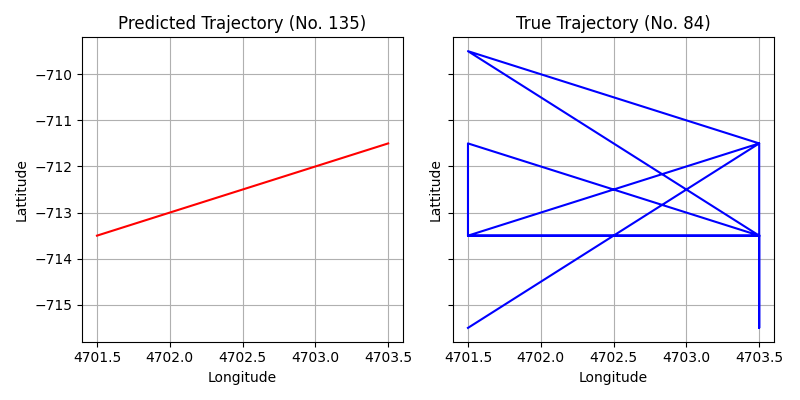 Predicted Trajectory (No. 135)
True Trajectory (No. 84)
Lattitude
−710
−711
−712
−713
−714
−715
4701.5 4702.0 4702.5 4703.0 4703.5
Longitude
Lattitude
4701.5 4702.0 4702.5 4703.0 4703.5
Longitude